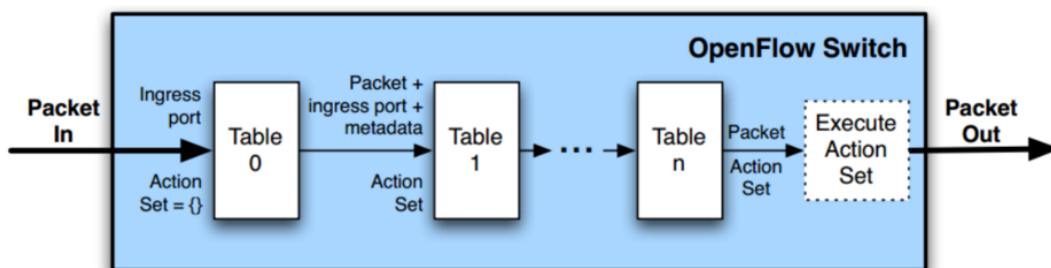 OpenFlow Switch
Packet
In
Ingress
port
Action
Set = {}
Table
0
Packet +
ingress port +
metadata
Action
Set
Table
1
...
Table
n
Packet
Action
Set
Execute
Action
Set
Packet
Out